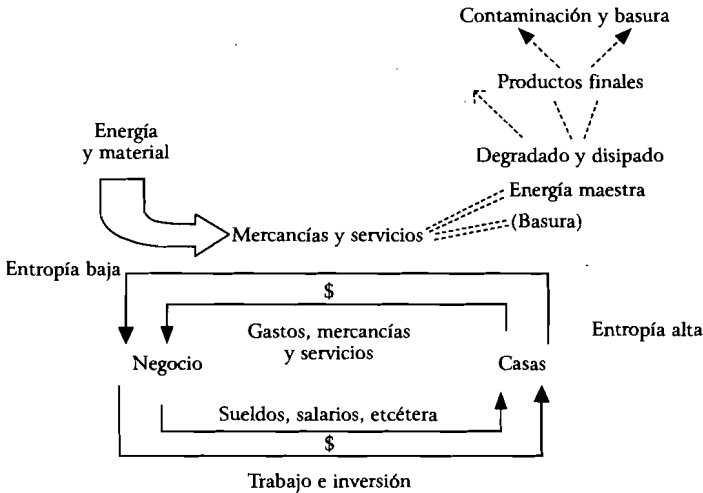 Contaminación y basura
Productos finales
Energía
y material
Degradado y disipado
Energía maestra
(Basura)
Mercancías y servicios
Entropía baja
$
Gastos, mercancías
y servicios
Entropía alta
Negocio
Casas
Sueldos, salarios, etcétera
$
Trabajo e inversión